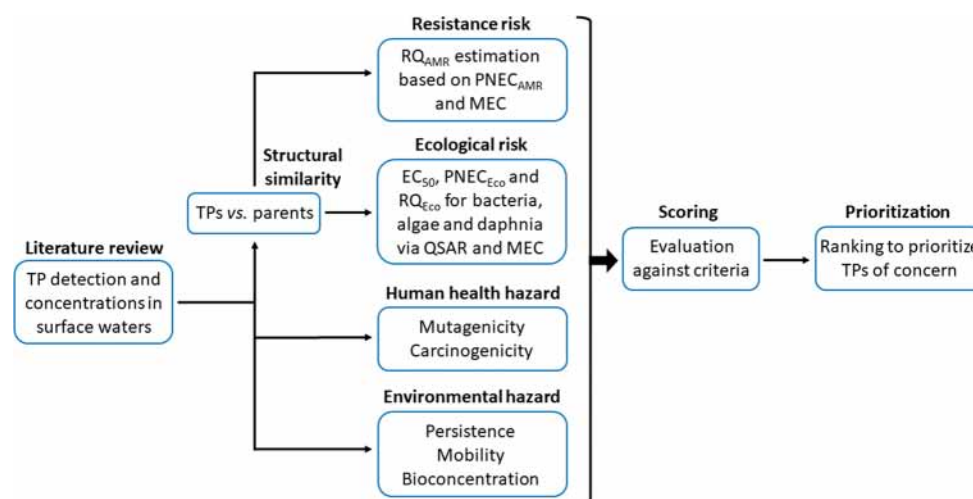 Literature review
TP detection and
concentrations in
surface waters
Structural
similarity
TPs vs. parents
Resistance risk
RQAMR estimation
based on PNECAMR
and MEC
Ecological risk
EC50, PNECEco and
RQEco for bacteria,
algae and daphnia
via QSAR and MEC
Human health hazard
Mutagenicity
Carcinogenicity
Environmental hazard
Persistence
Mobility
Bioconcentration
Scoring
Evaluation
against criteria
Prioritization
Ranking to prioritize
TPs of concern